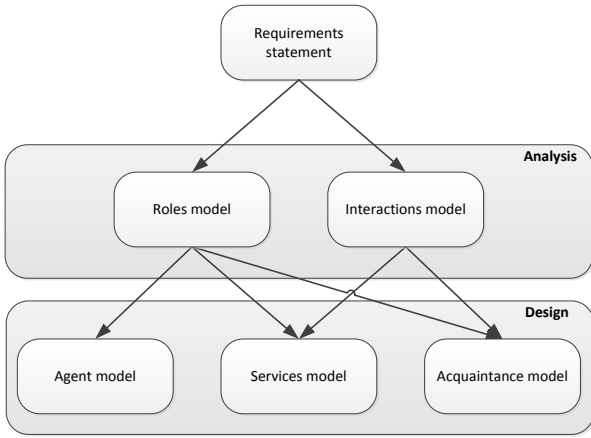 Requirements
statement
Analysis
Roles model
Interactions model
Design
Agent model
Services model
Acquaintance model